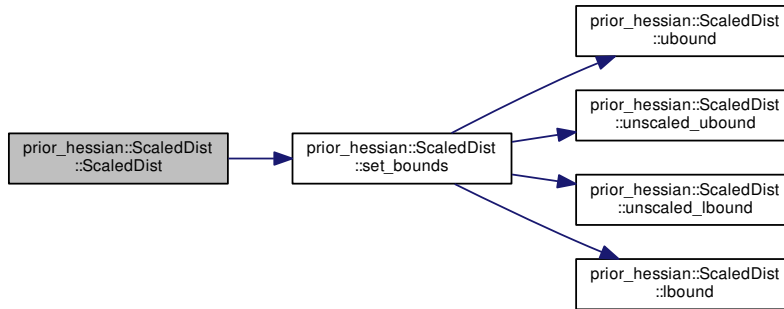 prior_hessian::ScaledDist
::ScaledDist
prior_hessian::ScaledDist
::set_bounds
prior_hessian::ScaledDist
::ubound
prior_hessian::ScaledDist
::unscaled_ubound
prior_hessian::ScaledDist
::unscaled_lbound
prior_hessian::ScaledDist
::lbound